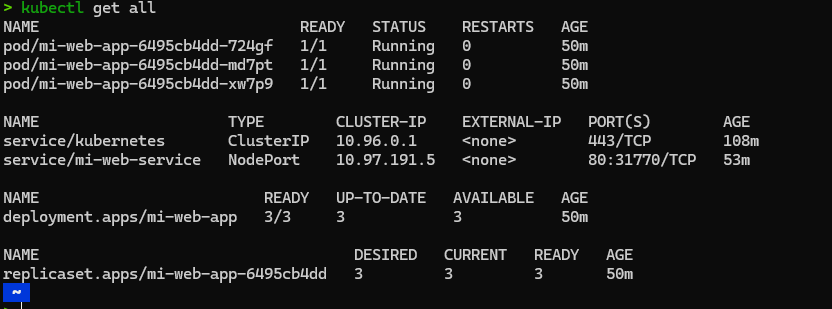 > kubectl get all
NAME READY STATUS RESTARTS AGE
pod/mi-web-app-6495cb4dd-724gf 1/1 Running 0 50m
pod/mi-web-app-6495cb4dd-md7pt 1/1 Running 0 50m
pod/mi-web-app-6495cb4dd-xw7p9 1/1 Running 0 50m
NAME TYPE CLUSTER-IP EXTERNAL-IP PORT(S) AGE
service/kubernetes ClusterIP 10.96.0.1 <none> 443/TCP 108m
service/mi-web-service NodePort 10.97.191.5 <none> 80:31770/TCP 53m
NAME READY UP-TO-DATE AVAILABLE AGE
deployment.apps/mi-web-app 3/3 3 3 50m
NAME DESIRED CURRENT READY AGE
replicaset.apps/mi-web-app-6495cb4dd 3 3 3 50m
~